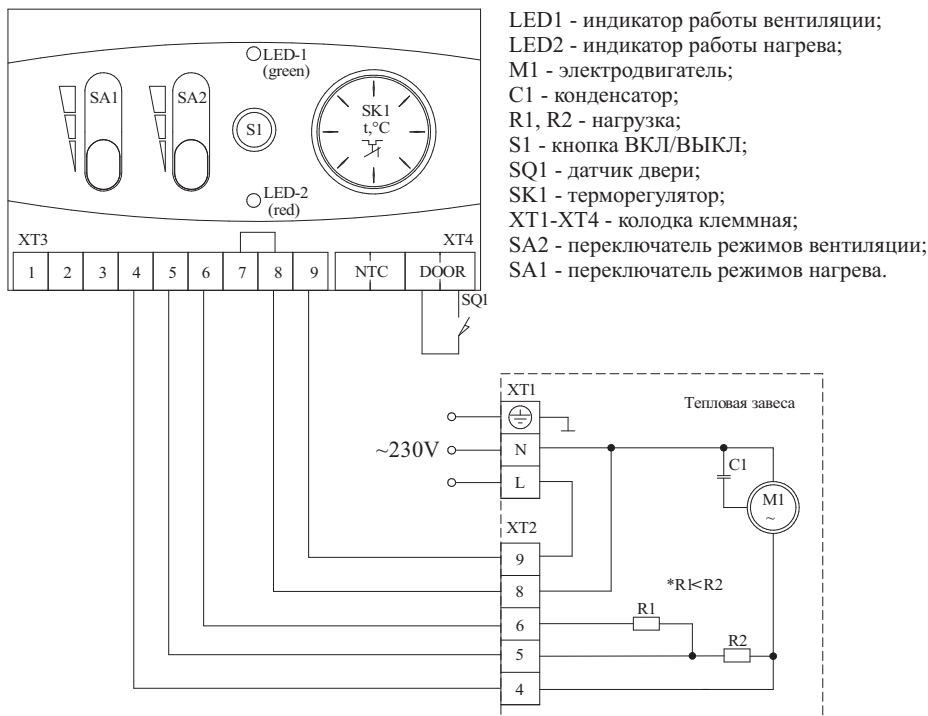 LED-1
(green)
SA1
SA2
S1
SK1
t,°C
LED-2
(red)
XT3
XT4
1 2 3 4 5 6 7 8 9 NTC DOOR
SQ1
LED1 - индикатор работы вентиляции;
LED2 - индикатор работы нагрева;
M1 - электродвигатель;
C1 - конденсатор;
R1, R2 - нагрузка;
S1 - кнопка ВКЛ/ВЫКЛ;
SQ1 - датчик двери;
SK1 - терморегулятор;
XT1-XT4 - колодка клеммная;
SA2 - переключатель режимов вентиляции;
SA1 - переключатель режимов нагрева.
XT1
Тепловая завеса
~230V
N
L
C1
M1
~
XT2
9
8
*R1<R2
6
R1
5
R2
4